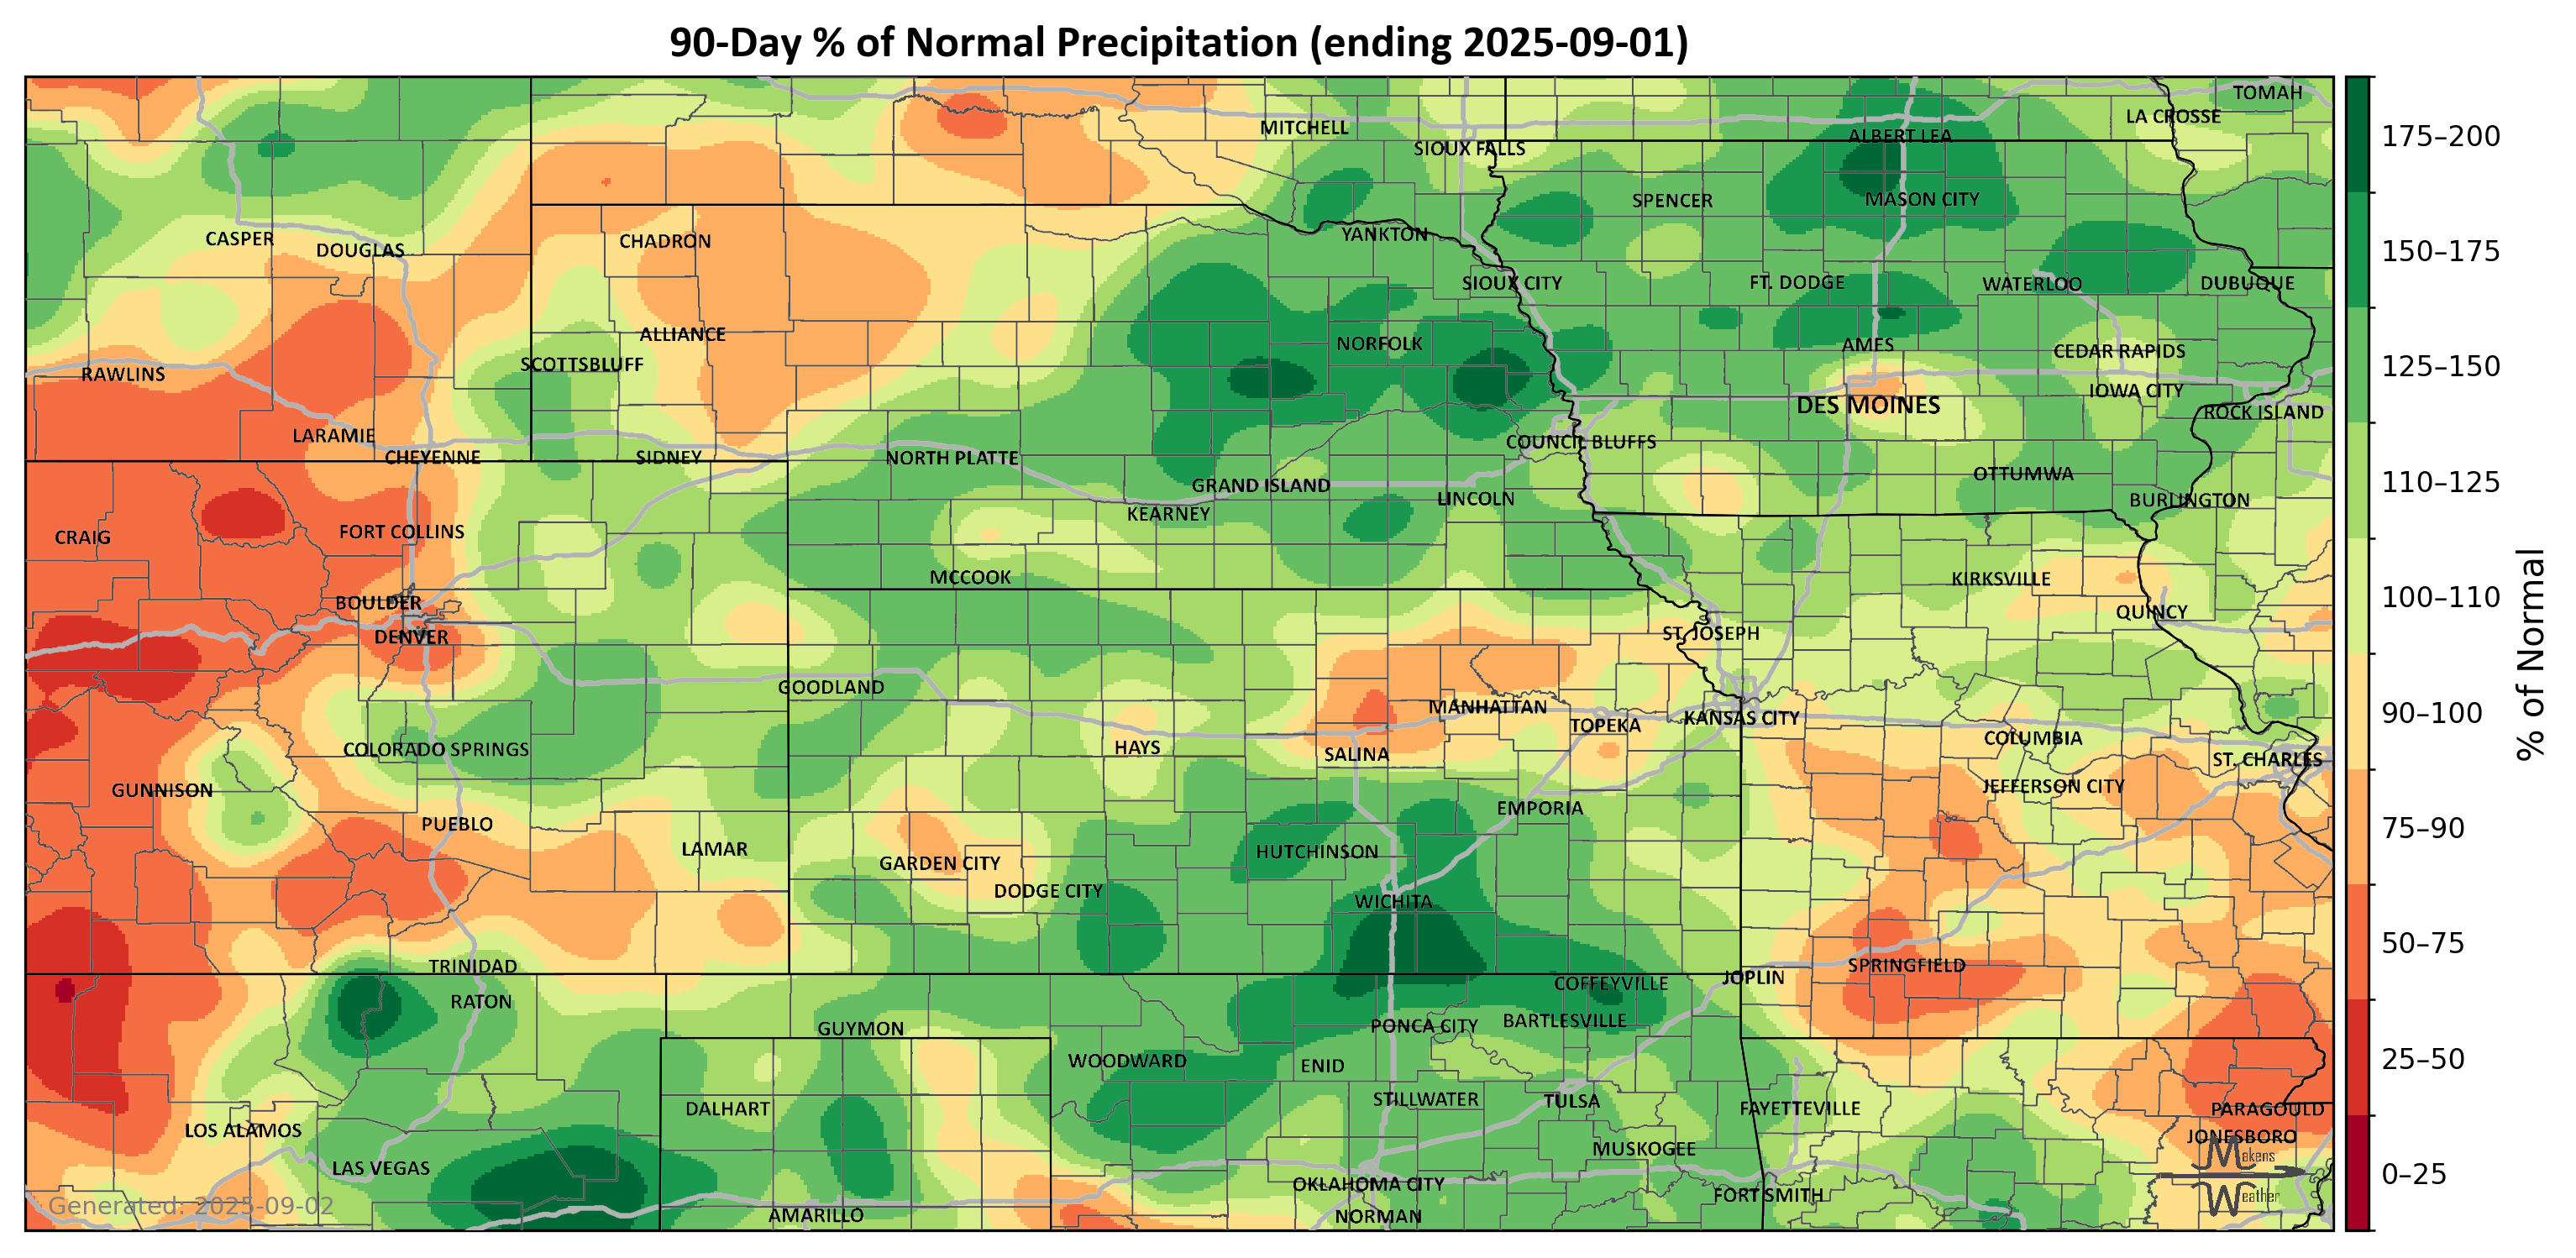 90-Day % of Normal Precipitation (ending 2025-09-01)
TOMAH
LA CROSSE
MITCHELL
ALBERT LEA
175–200
SIOUX FALLS
SPENCER
MASON CITY
YANKTON
CASPER
CHADRON
DOUGLAS
150–175
SIOUX CITY
FT. DODGE
WATERLOO
DUBUQUE
ALLIANCE
NORFOLK
AMES
CEDAR RAPIDS
SCOTTSBLUFF
125–150
RAWLINS
IOWA CITY
DES MOINES
ROCK ISLAND
LARAMIE
COUNCIL BLUFFS
CHEYENNE
SIDNEY
NORTH PLATTE
OTTUMWA
110–125
GRAND ISLAND
LINCOLN
BURLINGTON
KEARNEY
FORT COLLINS
CRAIG
MCCOOK
KIRKSVILLE
100–110
BOULDER
QUINCY
DENVER
ST. JOSEPH
% of Normal
GOODLAND
MANHATTAN
90–100
KANSAS CITY
TOPEKA
COLUMBIA
COLORADO SPRINGS
HAYS
SALINA
ST. CHARLES
GUNNISON
JEFFERSON CITY
EMPORIA
PUEBLO
75–90
LAMAR
HUTCHINSON
GARDEN CITY
DODGE CITY
WICHITA
50–75
TRINIDAD
SPRINGFIELD
JOPLIN
COFFEYVILLE
RATON
BARTLESVILLE
GUYMON
PONCA CITY
WOODWARD
ENID
25–50
STILLWATER
TULSA
DALHART
FAYETTEVILLE
PARAGOULD
LOS ALAMOS
JONESBORO
MUSKOGEE
Makens
LAS VEGAS
0–25
OKLAHOMA CITY
FORT SMITH
Weather
Generated: 2025-09-02
AMARILLO
NORMAN